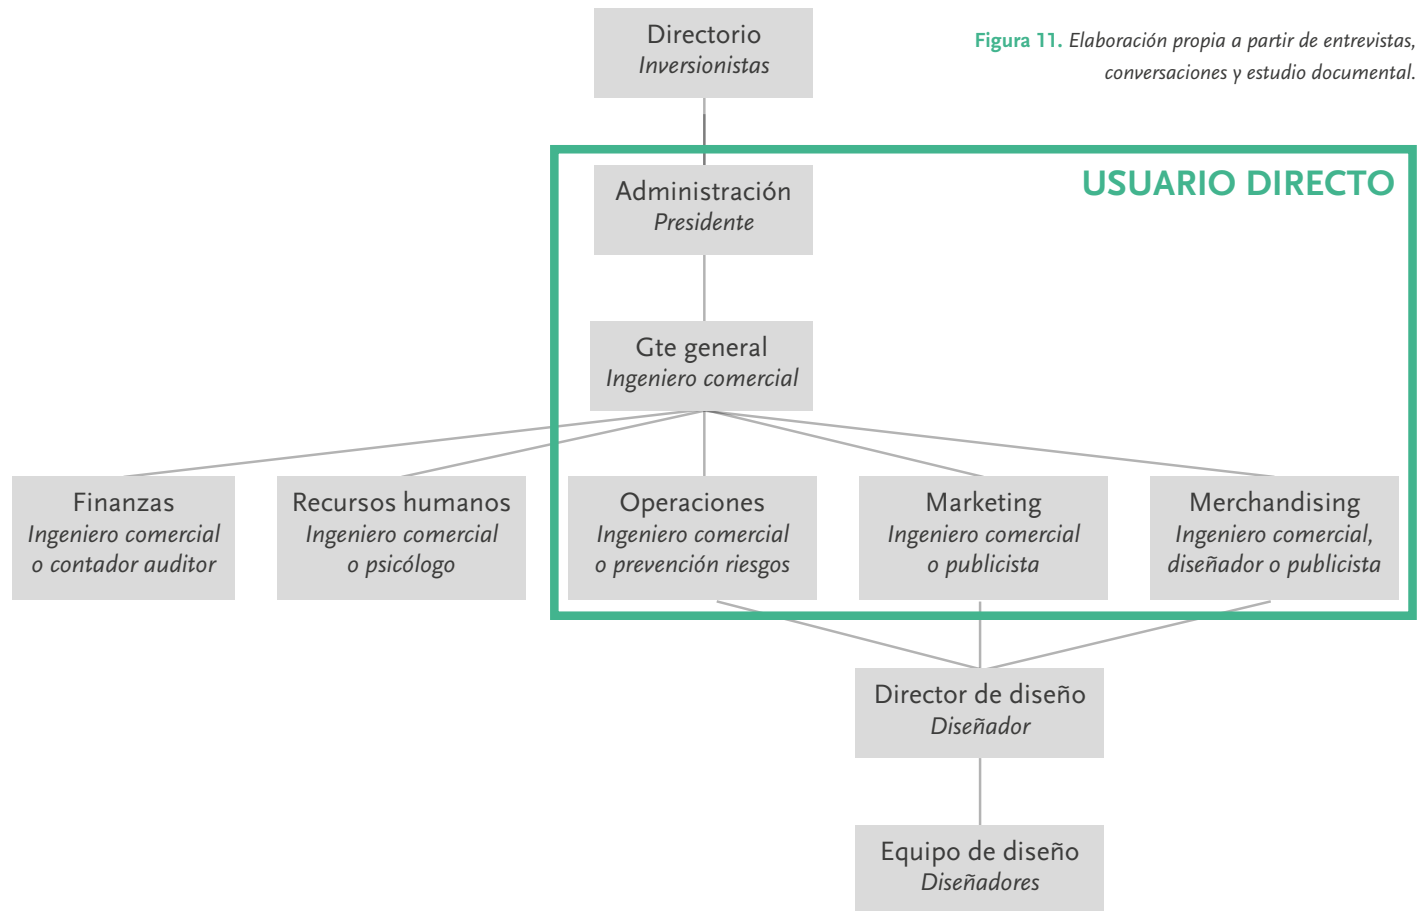 Directorio
Inversionistas
Figura 11. Elaboración propia a partir de entrevistas,
conversaciones y estudio documental.
USUARIO DIRECTO
Administración
Presidente
Gte general
Ingeniero comercial
Finanzas
Ingeniero comercial
o contador auditor
Recursos humanos
Ingeniero comercial
o psicólogo
Operaciones
Ingeniero comercial
o prevención riesgos
Marketing
Ingeniero comercial
o publicista
Merchandising
Ingeniero comercial,
diseñador o publicista
Director de diseño
Diseñador
Equipo de diseño
Diseñadores